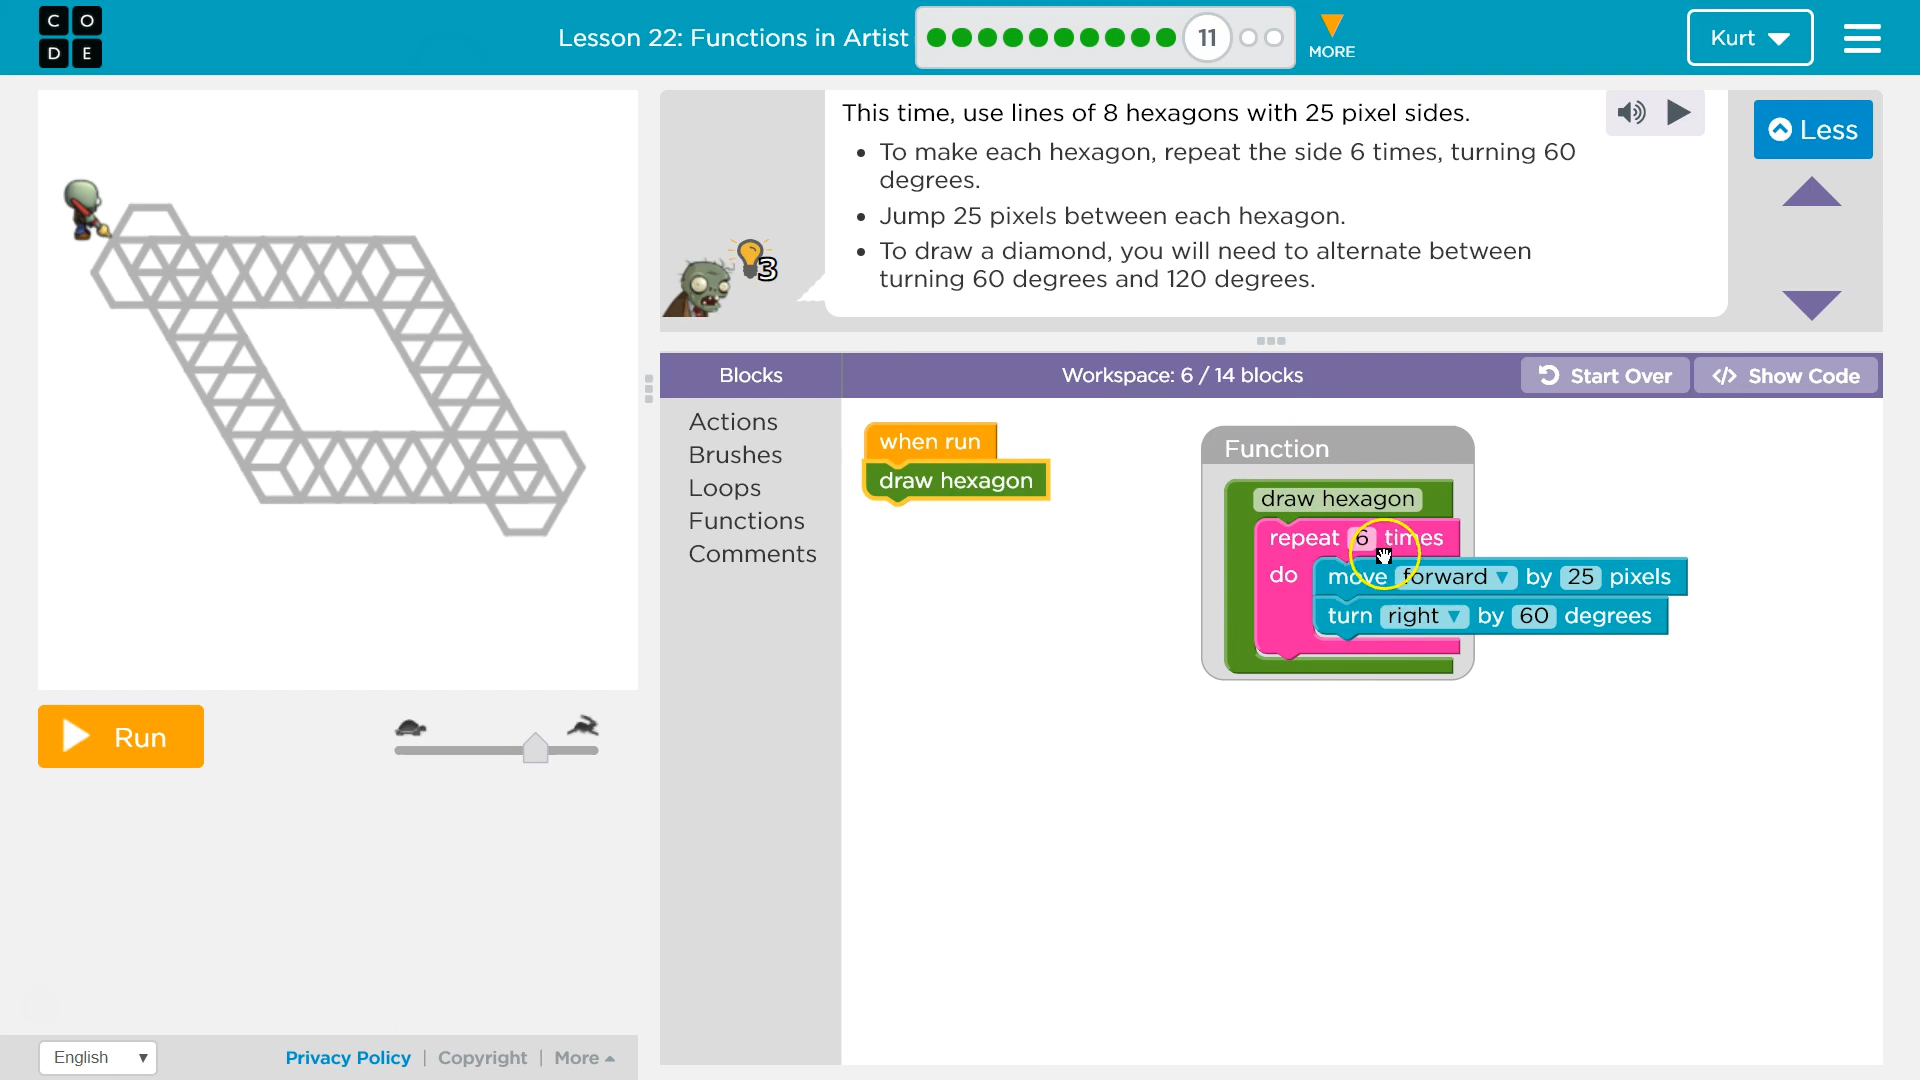 C O
D E
Lesson 22: Functions in Artist
11
MORE
Kurt
This time, use lines of 8 hexagons with 25 pixel sides.
• To make each hexagon, repeat the side 6 times, turning 60
degrees.
• Jump 25 pixels between each hexagon.
• To draw a diamond, you will need to alternate between
turning 60 degrees and 120 degrees.
3
Less
Blocks
Workspace: 6 / 14 blocks
Start Over
</> Show Code
Actions
Brushes
Loops
Functions
Comments
when run
draw hexagon
Function
draw hexagon
repeat 6 times
do
move forward ▼ by 25 pixels
turn right ▼ by 60 degrees
Run
English ▼
Privacy Policy | Copyright | More